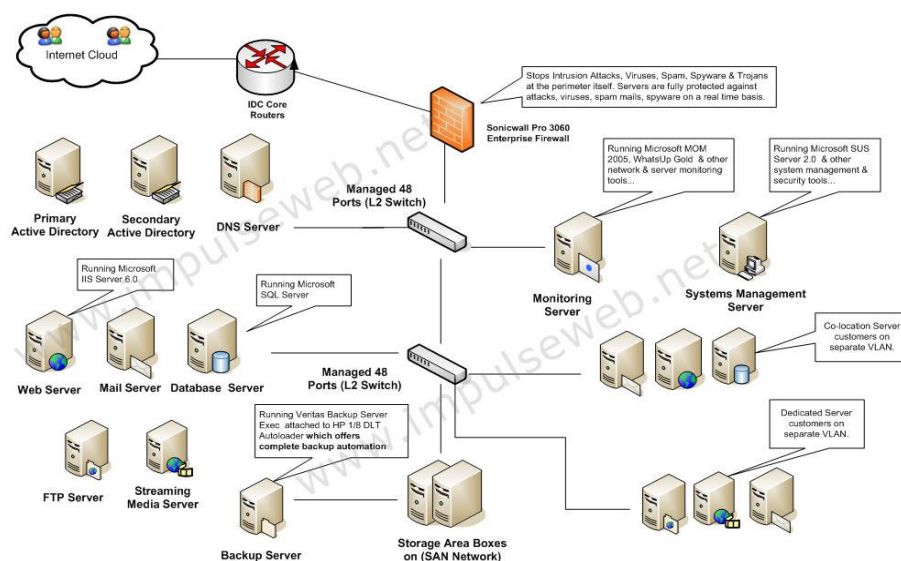 Internet Cloud
IDC Core
Routers
Stops Intrusion Attacks, Viruses, Spam, Spyware & Trojans
at the perimeter itself. Servers are fully protected against
attacks, viruses, spam mails, spyware on a real time basis.
Sonicwall Pro 3060
Enterprise Firewall
Running Microsoft MOM
2005, WhatsUp Gold & other
network & server monitoring
tools...
Running Microsoft SUS
Server 2.0 & other
system management &
security tools...
Primary
Active Directory
Secondary
Active Directory
DNS Server
Managed 48
Ports (L2 Switch)
Monitoring
Server
Systems Management
Server
Running Microsoft
IIS Server 6.0
Running Microsoft
SQL Server
Web Server
Mail Server
Database Server
Managed 48
Ports (L2 Switch)
Co-location Server
customers on
separate VLAN.
Running Veritas Backup Server
Exec attached to HP 1/8 DLT
Autoloader which offers
complete backup automation
Dedicated Server
customers on
separate VLAN.
FTP Server
Streaming
Media Server
Backup Server
Storage Area Boxes
on (SAN Network)
www.impulseweb.net
www.impulseweb.net